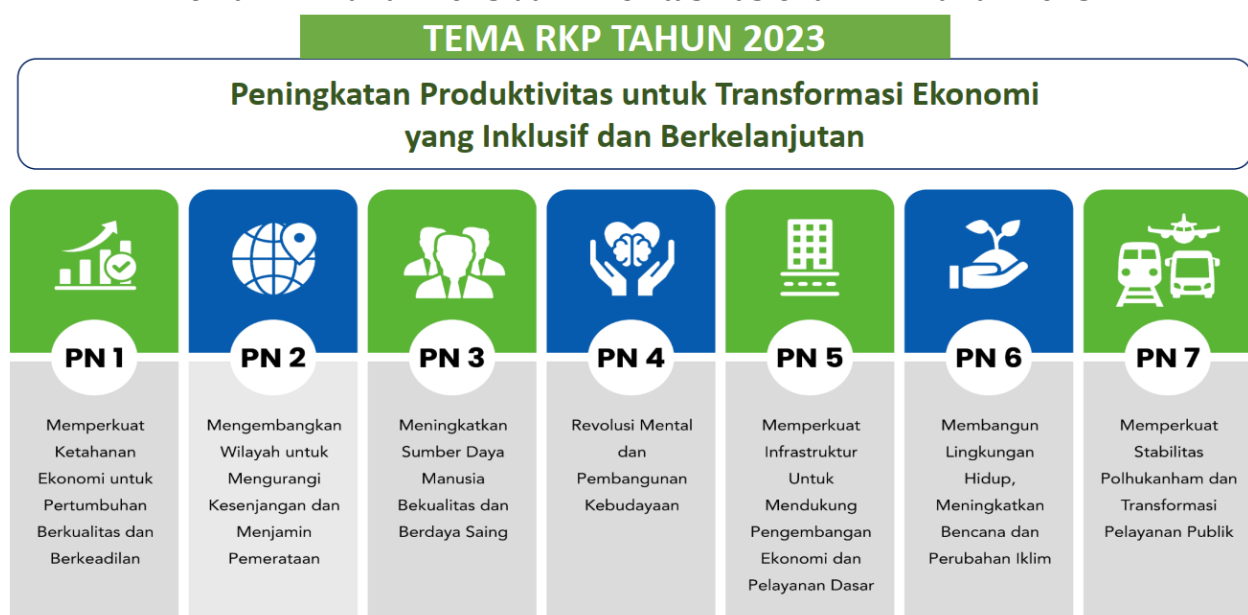 TEMA RKP TAHUN 2023
Peningkatan Produktivitas untuk Transformasi Ekonomi
yang Inklusif dan Berkelanjutan
PN 1
Memperkuat
Ketahanan
Ekonomi untuk
Pertumbuhan
Berkualitas dan
Berkeadilan
PN 2
Mengembangkan
Wilayah untuk
Mengurangi
Kesenjangan dan
Menjamin
Pemerataan
PN 3
Meningkatkan
Sumber Daya
Manusia
Bekualitas dan
Berdaya Saing
PN 4
Revolusi Mental
dan
Pembangunan
Kebudayaan
PN 5
Memperkuat
Infrastruktur
Untuk
Mendukung
Pengembangan
Ekonomi dan
Pelayanan Dasar
PN 6
Membangun
Lingkungan
Hidup,
Meningkatkan
Bencana dan
Perubahan Iklim
PN 7
Memperkuat
Stabilitas
Polhukanham dan
Transformasi
Pelayanan Publik